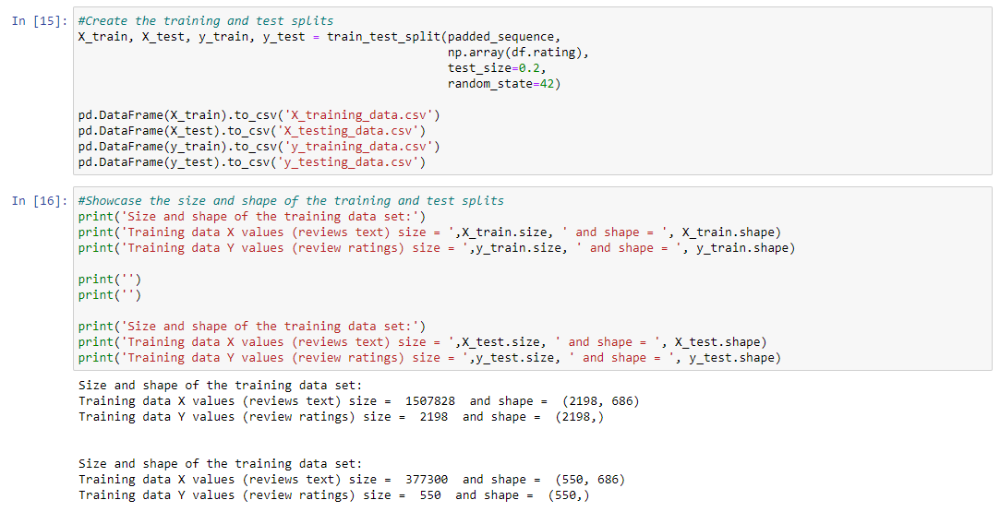 In [15]: #Create the training and test splits
X_train, X_test, y_train, y_test = train_test_split(padded_sequence,
np.array(df.rating),
test_size=0.2,
random_state=42)
pd.DataFrame(X_train).to_csv('X_training_data.csv')
pd.DataFrame(X_test).to_csv('X_testing_data.csv')
pd.DataFrame(y_train).to_csv('y_training_data.csv')
pd.DataFrame(y_test).to_csv('y_testing_data.csv')
In [16]: #Showcase the size and shape of the training and test splits
print('Size and shape of the training data set:')
print('Training data X values (reviews text) size = ',X_train.size, ' and shape = ', X_train.shape)
print('Training data Y values (review ratings) size = ',y_train.size, ' and shape = ', y_train.shape)
print('')
print('')
print('Size and shape of the training data set:')
print('Training data X values (reviews text) size = ',X_test.size, ' and shape = ', X_test.shape)
print('Training data Y values (review ratings) size = ',y_test.size, ' and shape = ', y_test.shape)
Size and shape of the training data set:
Training data X values (reviews text) size =  1507828  and shape =  (2198, 686)
Training data Y values (review ratings) size =  2198  and shape =  (2198,)
Size and shape of the training data set:
Training data X values (reviews text) size =  377300  and shape =  (550, 686)
Training data Y values (review ratings) size =  550  and shape =  (550,)